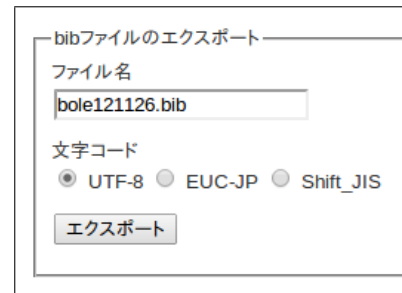 bibファイルのエクスポート
ファイル名
bole121126.bib
文字コード
UTF-8 EUC-JP Shift_JIS
エクスポート